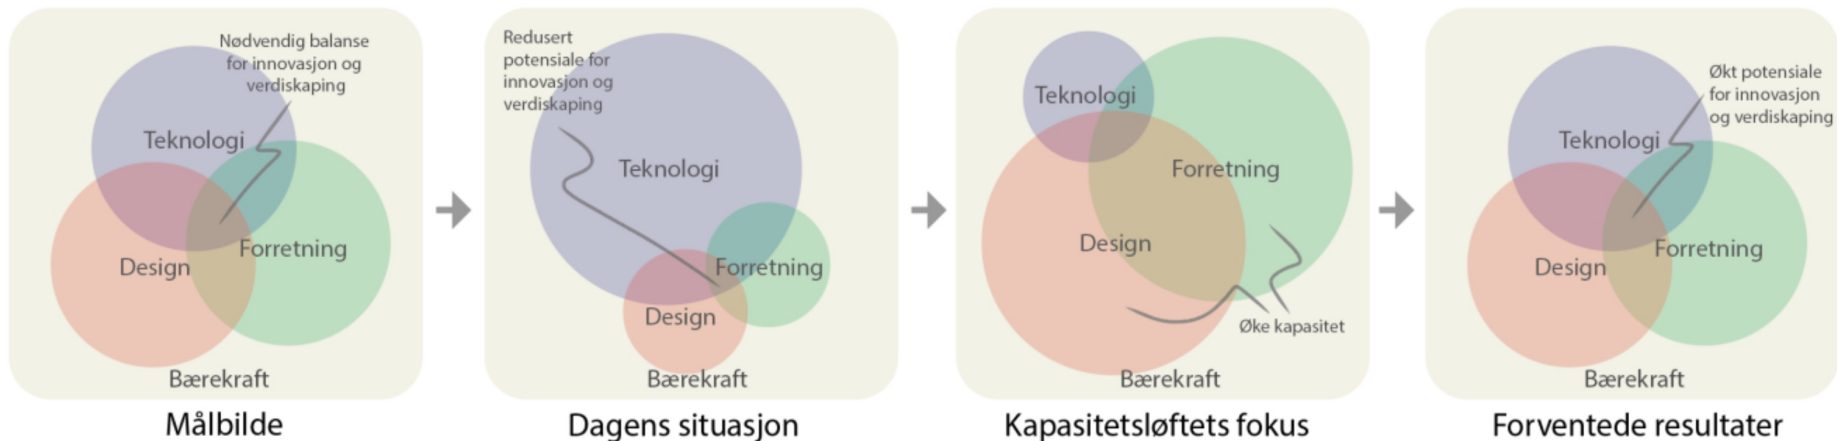 Nødvendig balanse
for innovasjon og
verdiskaping
Teknologi
Forretning
Design
Bærekraft
Målbilde
Redusert
potensiale for
innovasjon og
verdiskaping
Teknologi
Forretning
Design
Bærekraft
Dagens situasjon
Teknologi
Forretning
Design
Øke kapasitet
Bærekraft
Kapasitetsløftets fokus
Økt potensiale
for innovasjon
og verdiskaping
Teknologi
Forretning
Design
Bærekraft
Forventede resultater